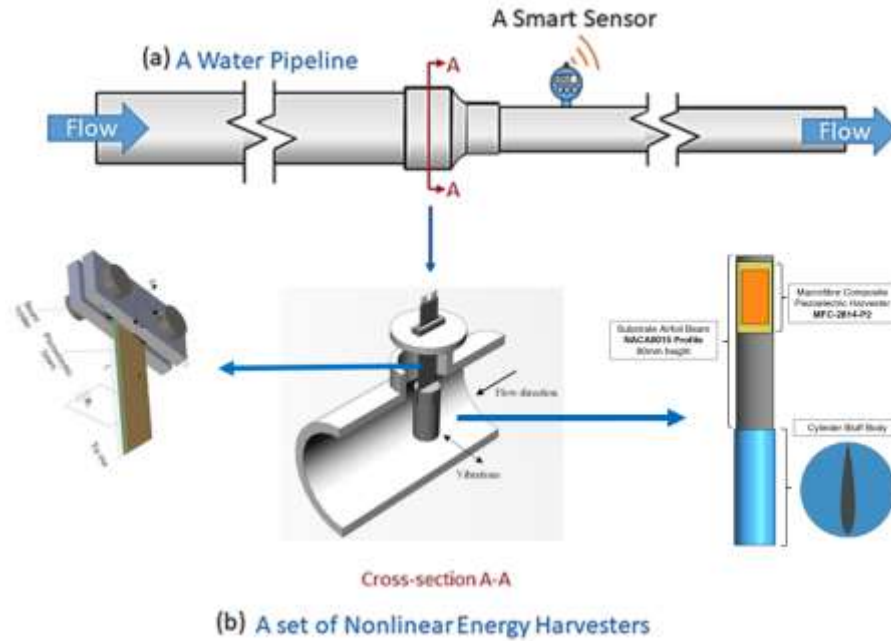 A Smart Sensor
(a) A Water Pipeline
A
Flow
Flow
A
Macrofibre Composite
Piezoelectric Harvester
MFC-2814-P2
Substrate Airfoil Beam
NACA0015 Profile
80mm height
Flow direction
Cylinder Bluff Body
Vibrations
Cross-section A-A
(b) A set of Nonlinear Energy Harvesters